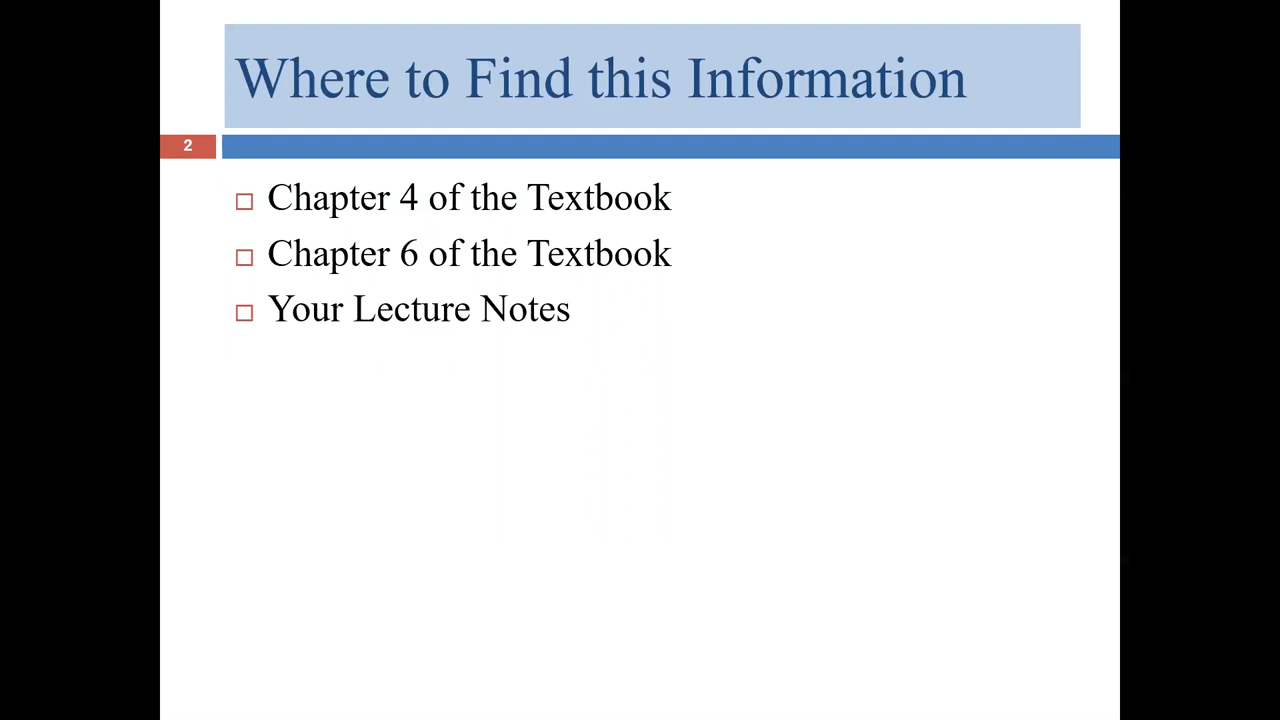 Where to Find this Information
2
Chapter 4 of the Textbook
Chapter 6 of the Textbook
Your Lecture Notes